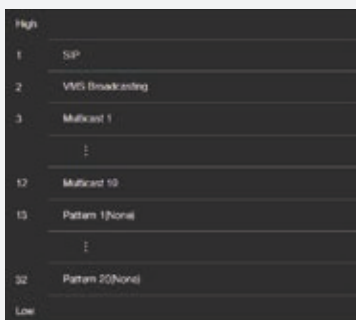 High
1 SIP
2 VMS Broadcasting
3 Multicast 1
⋮
12 Multicast 10
13 Pattern 1(None)
⋮
32 Pattern 20(None)
Low